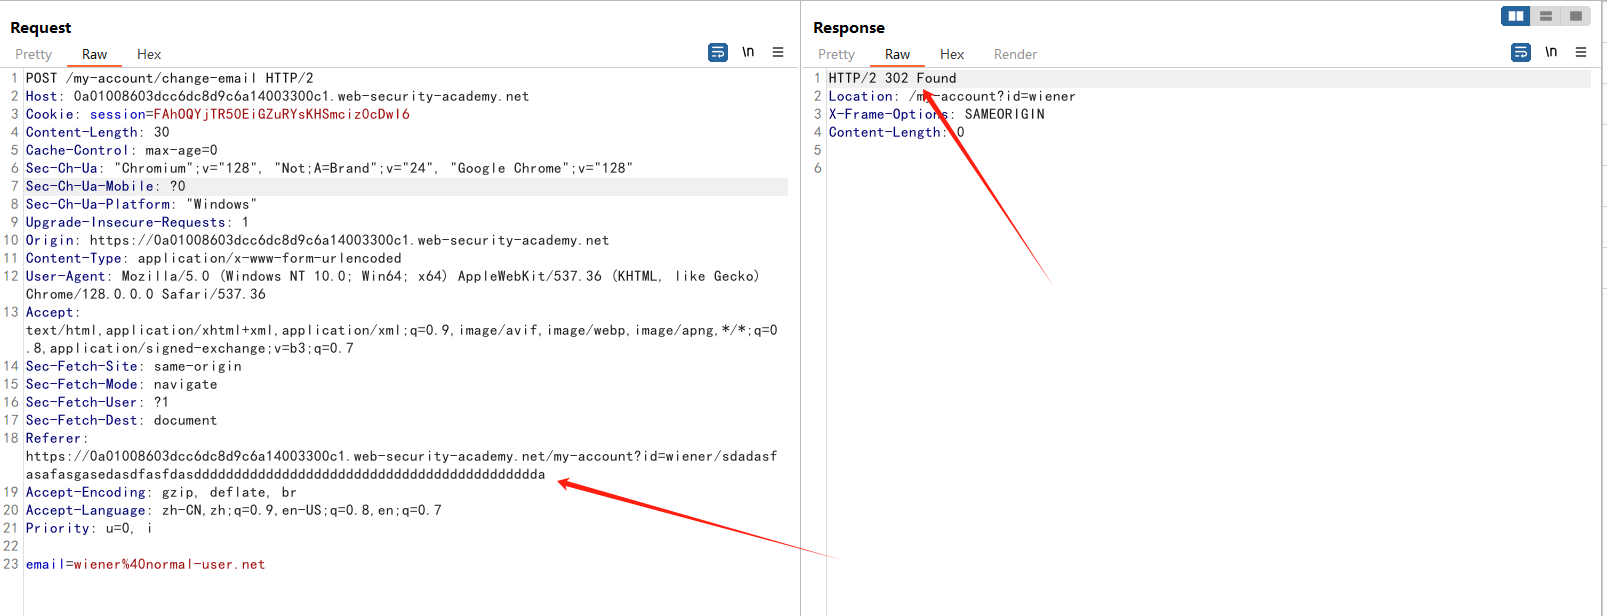 Request
Pretty Raw Hex \n
1 POST /my-account/change-email HTTP/2
2 Host: 0a01008603dcc6dc8d9c6a14003300c1.web-security-academy.net
3 Cookie: session=FAhOQYjTR5OEiGZuRYsKHSmciz0cDwI6
4 Content-Length: 30
5 Cache-Control: max-age=0
6 Sec-Ch-Ua: "Chromium";v="128", "Not;A=Brand";v="24", "Google Chrome";v="128"
7 Sec-Ch-Ua-Mobile: ?0
8 Sec-Ch-Ua-Platform: "Windows"
9 Upgrade-Insecure-Requests: 1
10 Origin: https://0a01008603dcc6dc8d9c6a14003300c1.web-security-academy.net
11 Content-Type: application/x-www-form-urlencoded
12 User-Agent: Mozilla/5.0 (Windows NT 10.0; Win64; x64) AppleWebKit/537.36 (KHTML, like Gecko)
Chrome/128.0.0.0 Safari/537.36
13 Accept:
text/html,application/xhtml+xml,application/xml;q=0.9,image/avif,image/webp,image/apng,*/*;q=0
.8,application/signed-exchange;v=b3;q=0.7
14 Sec-Fetch-Site: same-origin
15 Sec-Fetch-Mode: navigate
16 Sec-Fetch-User: ?1
17 Sec-Fetch-Dest: document
18 Referer:
https://0a01008603dcc6dc8d9c6a14003300c1.web-security-academy.net/my-account?id=wiener/sdadasf
asafasgasedasdfasfdasddddddddddddddddddddddddddddddddddddddddddda
19 Accept-Encoding: gzip, deflate, br
20 Accept-Language: zh-CN,zh;q=0.9,en-US;q=0.8,en;q=0.7
21 Priority: u=0, i
22
23 email=wiener%40normal-user.net
Response
Pretty Raw Hex Render \n
1 HTTP/2 302 Found
2 Location: /my-account?id=wiener
3 X-Frame-Options: SAMEORIGIN
4 Content-Length: 0
5
6